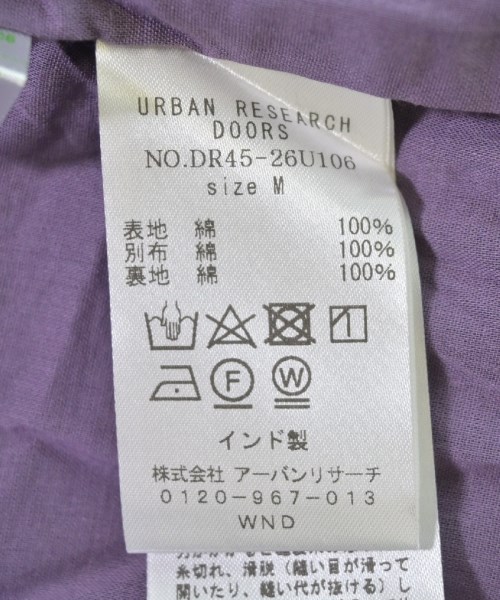 URBAN RESEARCH
DOORS
NO.DR45-26U106
size M
表地 綿 100%
別布 綿 100%
裏地 綿 100%
F W
インド製
株式会社 アーバンリサーチ
0120-967-013
WND
糸切れ、滑脱(縫い目が滑って
開いたり、縫い代が抜ける)し